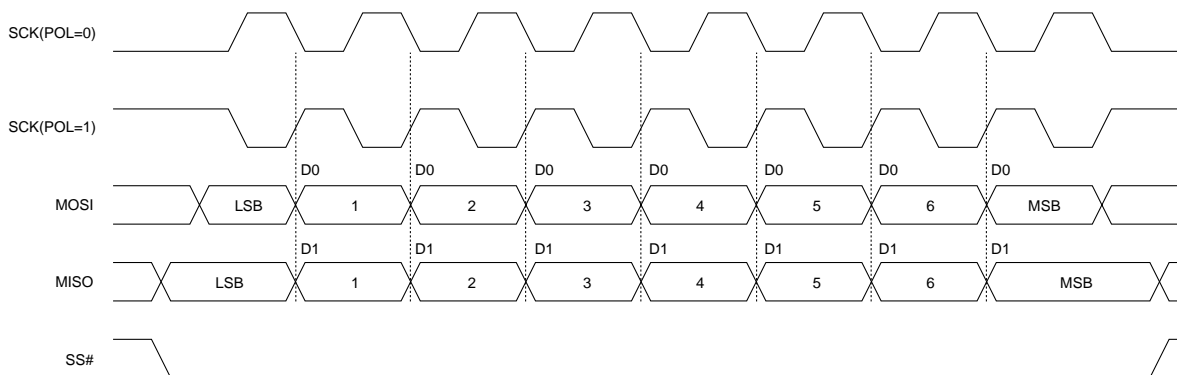 SCK(POL=0)
SCK(POL=1)
D0 D0 D0 D0 D0 D0 D0
MOSI LSB 1 2 3 4 5 6 MSB
D1 D1 D1 D1 D1 D1 D1
MISO LSB 1 2 3 4 5 6 MSB
SS#